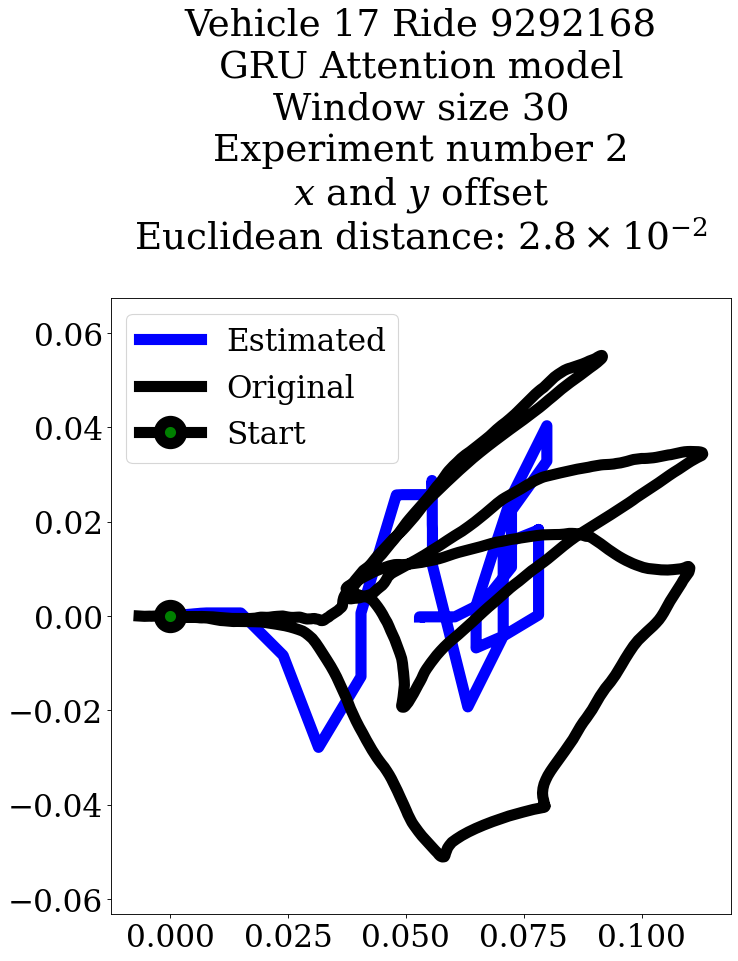 Vehicle 17 Ride 9292168
GRU Attention model
Window size 30
Experiment number 2
x and y offset
Euclidean distance: 2.8 × 10⁻²
Estimated
Original
Start
0.06
0.04
0.02
0.00
−0.02
−0.04
−0.06
0.000 0.025 0.050 0.075 0.100